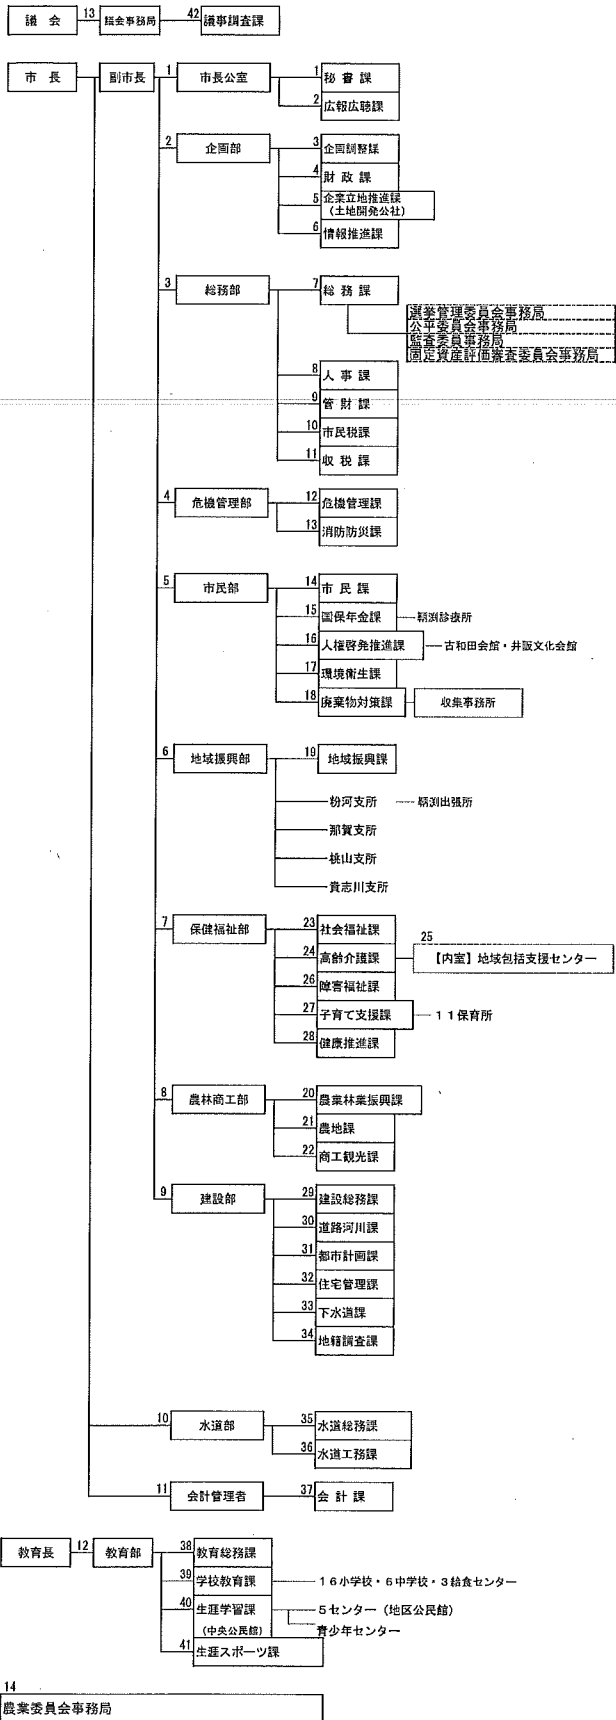 議 会 13 議会事務局 42 議事調査課
市 長 副市長 1 市長公室 1 秘 書 課
2 広報広聴課
2 企画部 3 企画調整課
4 財 政 課
5 企業立地推進課
(土地開発公社)
6 情報推進課
3 総務部 7 総 務 課
選挙管理委員会事務局
公平委員会事務局
監査委員事務局
固定資産評価審査委員会事務局
8 人 事 課
9 管 財 課
10 市民税課
11 収 税 課
4 危機管理部 12 危機管理課
13 消防防災課
5 市民部 14 市 民 課
15 国保年金課 鞆渕診療所
16 人権啓発推進課 古和田会館・井阪文化会館
17 環境衛生課
18 廃棄物対策課 収集事務所
6 地域振興部 19 地域振興課
粉河支所 鞆渕出張所
那賀支所
桃山支所
貴志川支所
7 保健福祉部 23 社会福祉課
24 高齢介護課 25 【内室】地域包括支援センター
26 障害福祉課
27 子育て支援課 11保育所
28 健康推進課
8 農林商工部 20 農業林業振興課
21 農地課
22 商工観光課
9 建設部 29 建設総務課
30 道路河川課
31 都市計画課
32 住宅管理課
33 下水道課
34 地籍調査課
10 水道部 35 水道総務課
36 水道工務課
11 会計管理者 37 会 計 課
教育長 12 教育部 38 教育総務課
39 学校教育課 16小学校・6中学校・3給食センター
40 生涯学習課 5センター(地区公民館)
(中央公民館) 青少年センター
41 生涯スポーツ課
14
農業委員会事務局